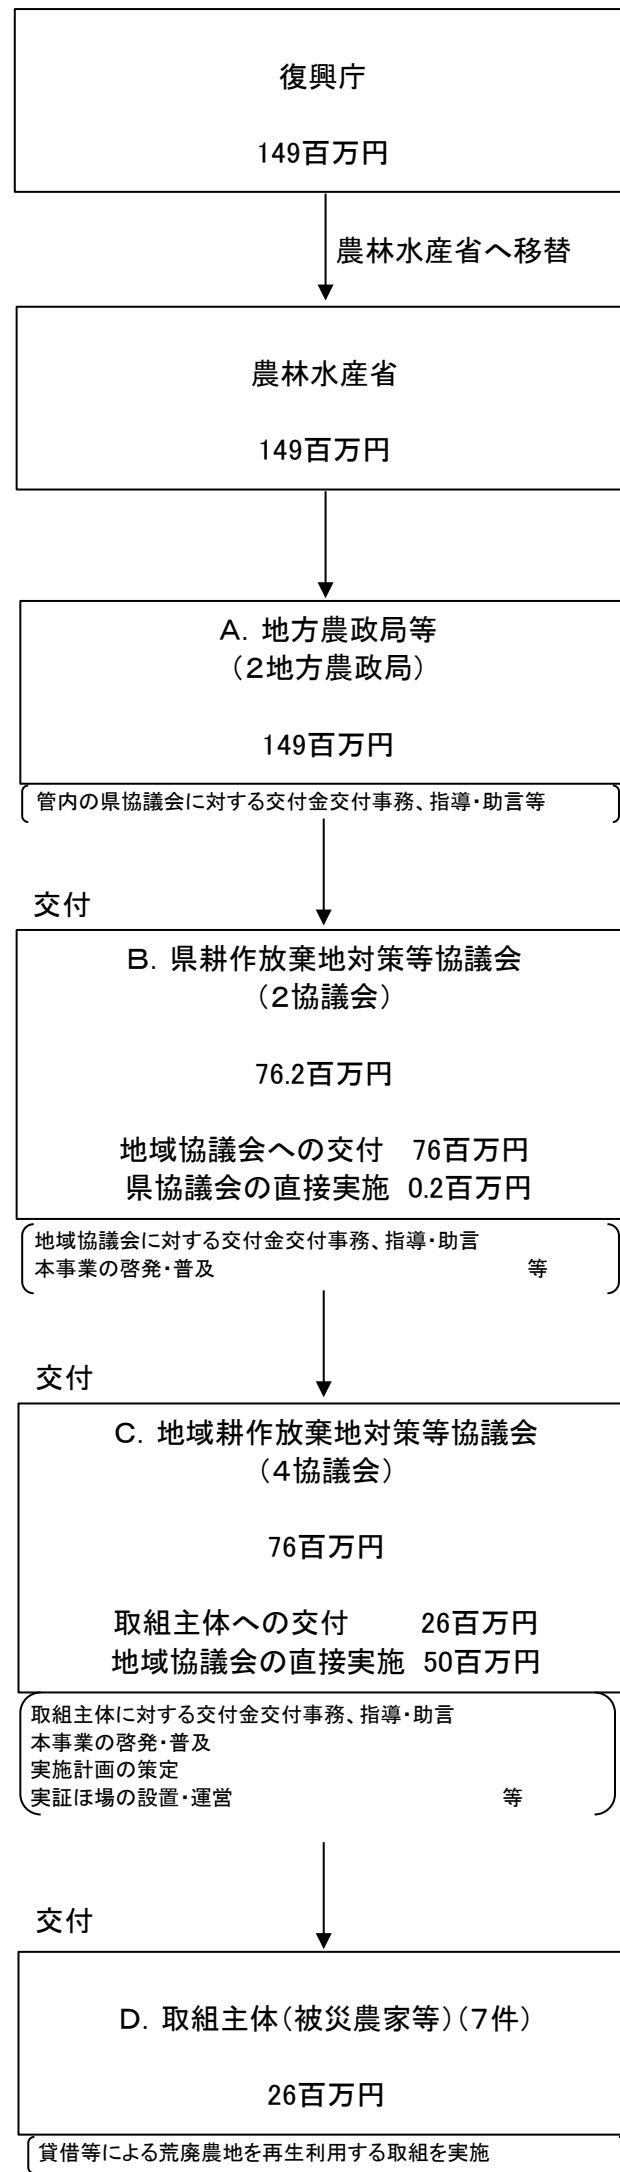 復興庁
149百万円
農林水産省へ移替
農林水産省
149百万円
A. 地方農政局等
（2地方農政局）
149百万円
管内の県協議会に対する交付金交付事務、指導・助言等
交付
B. 県耕作放棄地対策等協議会
（2協議会）
76.2百万円
地域協議会への交付 76百万円
県協議会の直接実施 0.2百万円
地域協議会に対する交付金交付事務、指導・助言
本事業の啓発・普及 等
交付
C. 地域耕作放棄地対策等協議会
（4協議会）
76百万円
取組主体への交付 26百万円
地域協議会の直接実施 50百万円
取組主体に対する交付金交付事務、指導・助言
本事業の啓発・普及
実施計画の策定
実証ほ場の設置・運営 等
交付
D. 取組主体（被災農家等）（7件）
26百万円
貸借等による荒廃農地を再生利用する取組を実施